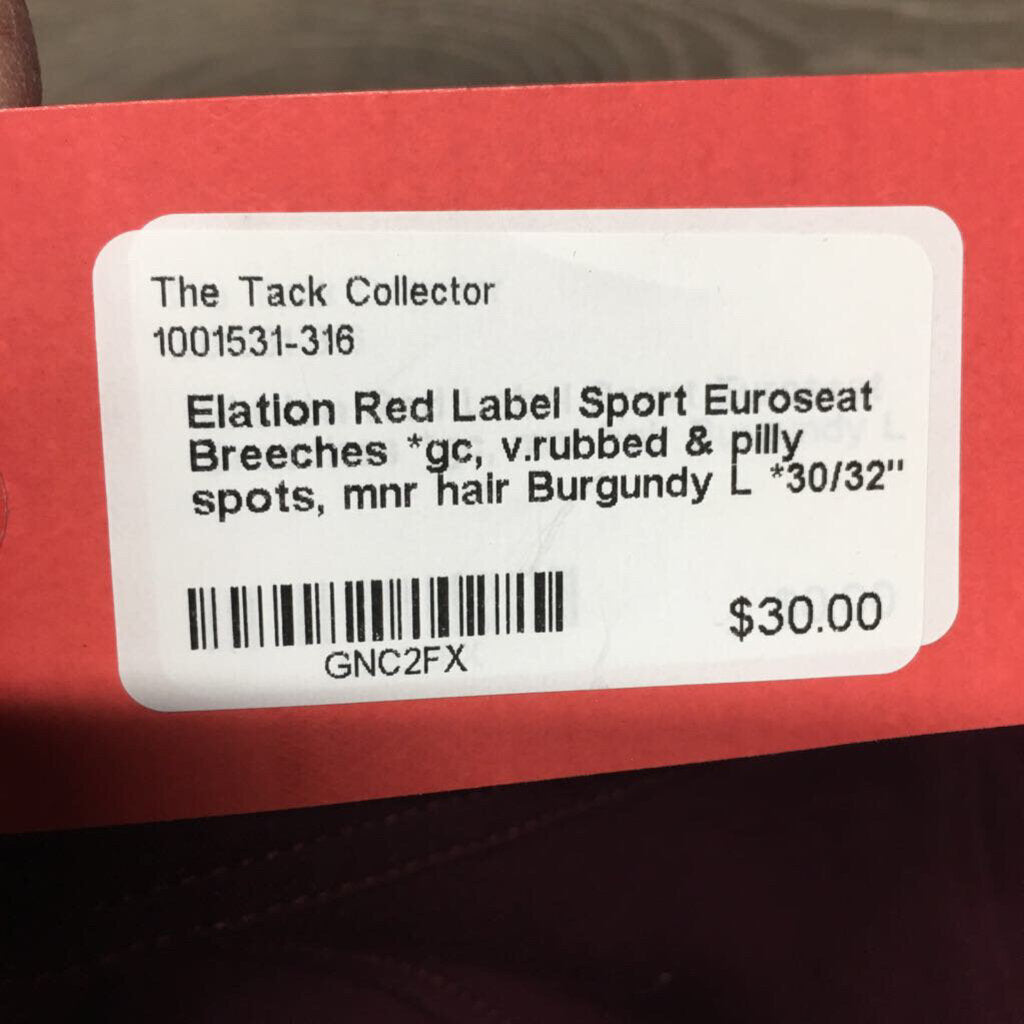 The Tack Collector
1001531-316
Elation Red Label Sport Euroseat
Breeches *gc, v.rubbed & pilly
spots, mnr hair Burgundy L *30/32"
GNC2FX
$30.00